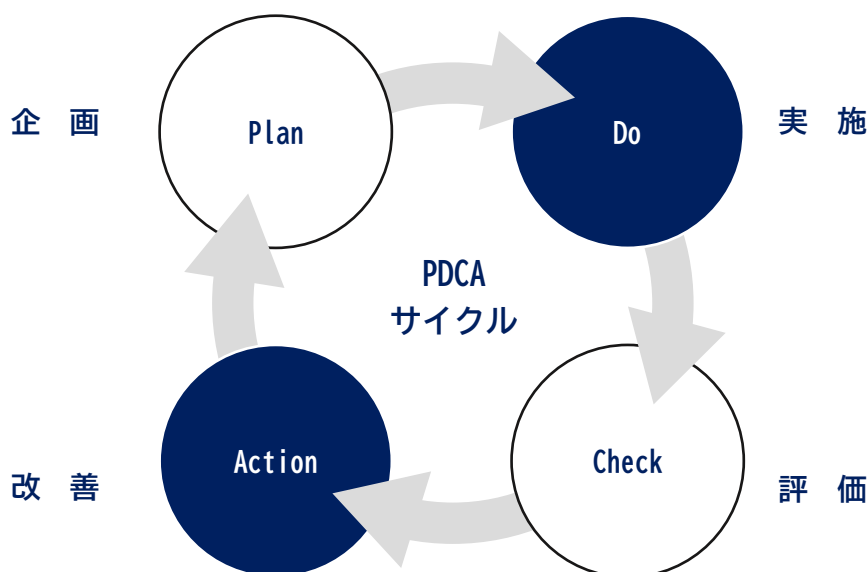 企 画
Plan
Do
実 施
PDCA
サイクル
改 善
Action
Check
評 価